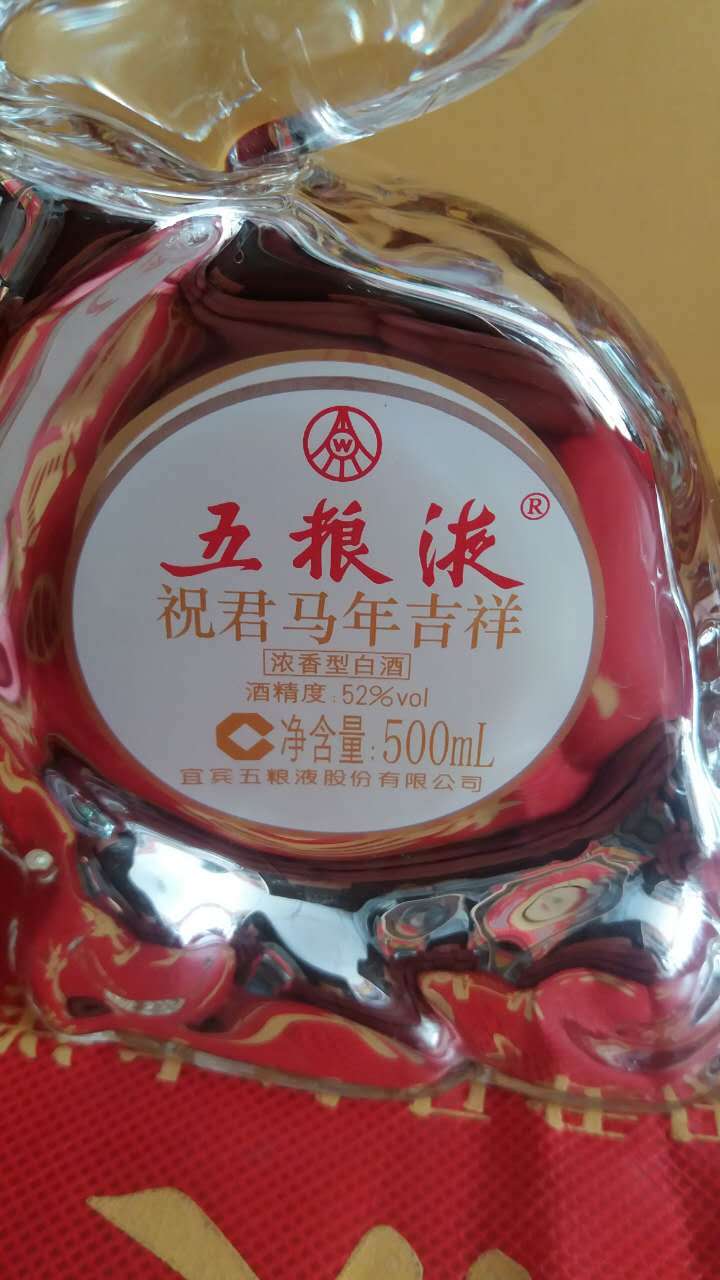 W
五粮液®
祝君马年吉祥
浓香型白酒
酒精度:52%vol
C净含量:500mL
宜宾五粮液股份有限公司